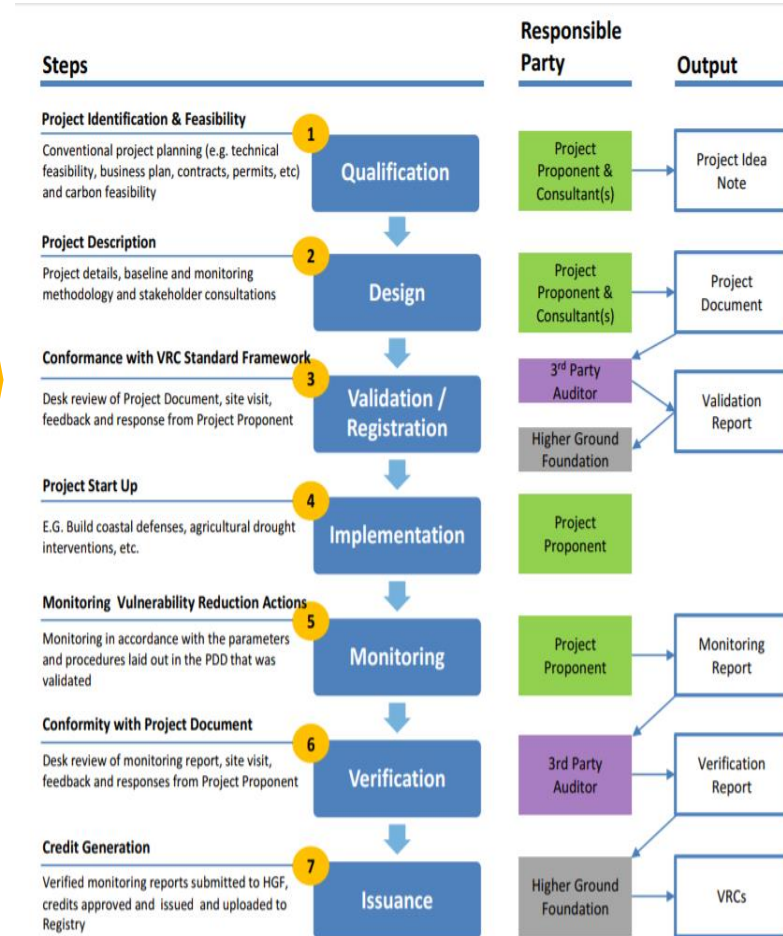 Steps
Responsible
Party
Output
Project Identification & Feasibility
1
Conventional project planning (e.g. technical
feasibility, business plan, contracts, permits, etc)
and carbon feasibility
Qualification
Project
Proponent &
Consultant(s)
Project Idea
Note
Project Description
2
Project details, baseline and monitoring
methodology and stakeholder consultations
Design
Project
Proponent &
Consultant(s)
Project
Document
Conformance with VRC Standard Framework
3
Desk review of Project Document, site visit,
feedback and response from Project Proponent
Validation /
Registration
3rd Party
Auditor
Higher Ground
Foundation
Validation
Report
Project Start Up
4
E.G. Build coastal defenses, agricultural drought
interventions, etc.
Implementation
Project
Proponent
Monitoring Vulnerability Reduction Actions
5
Monitoring in accordance with the parameters
and procedures laid out in the PDD that was
validated
Monitoring
Project
Proponent
Monitoring
Report
Conformity with Project Document
6
Desk review of monitoring report, site visit,
feedback and responses from Project Proponent
Verification
3rd Party
Auditor
Verification
Report
Credit Generation
7
Verified monitoring reports submitted to HGF,
credits approved and issued and uploaded to
Registry
Issuance
Higher Ground
Foundation
VRCs